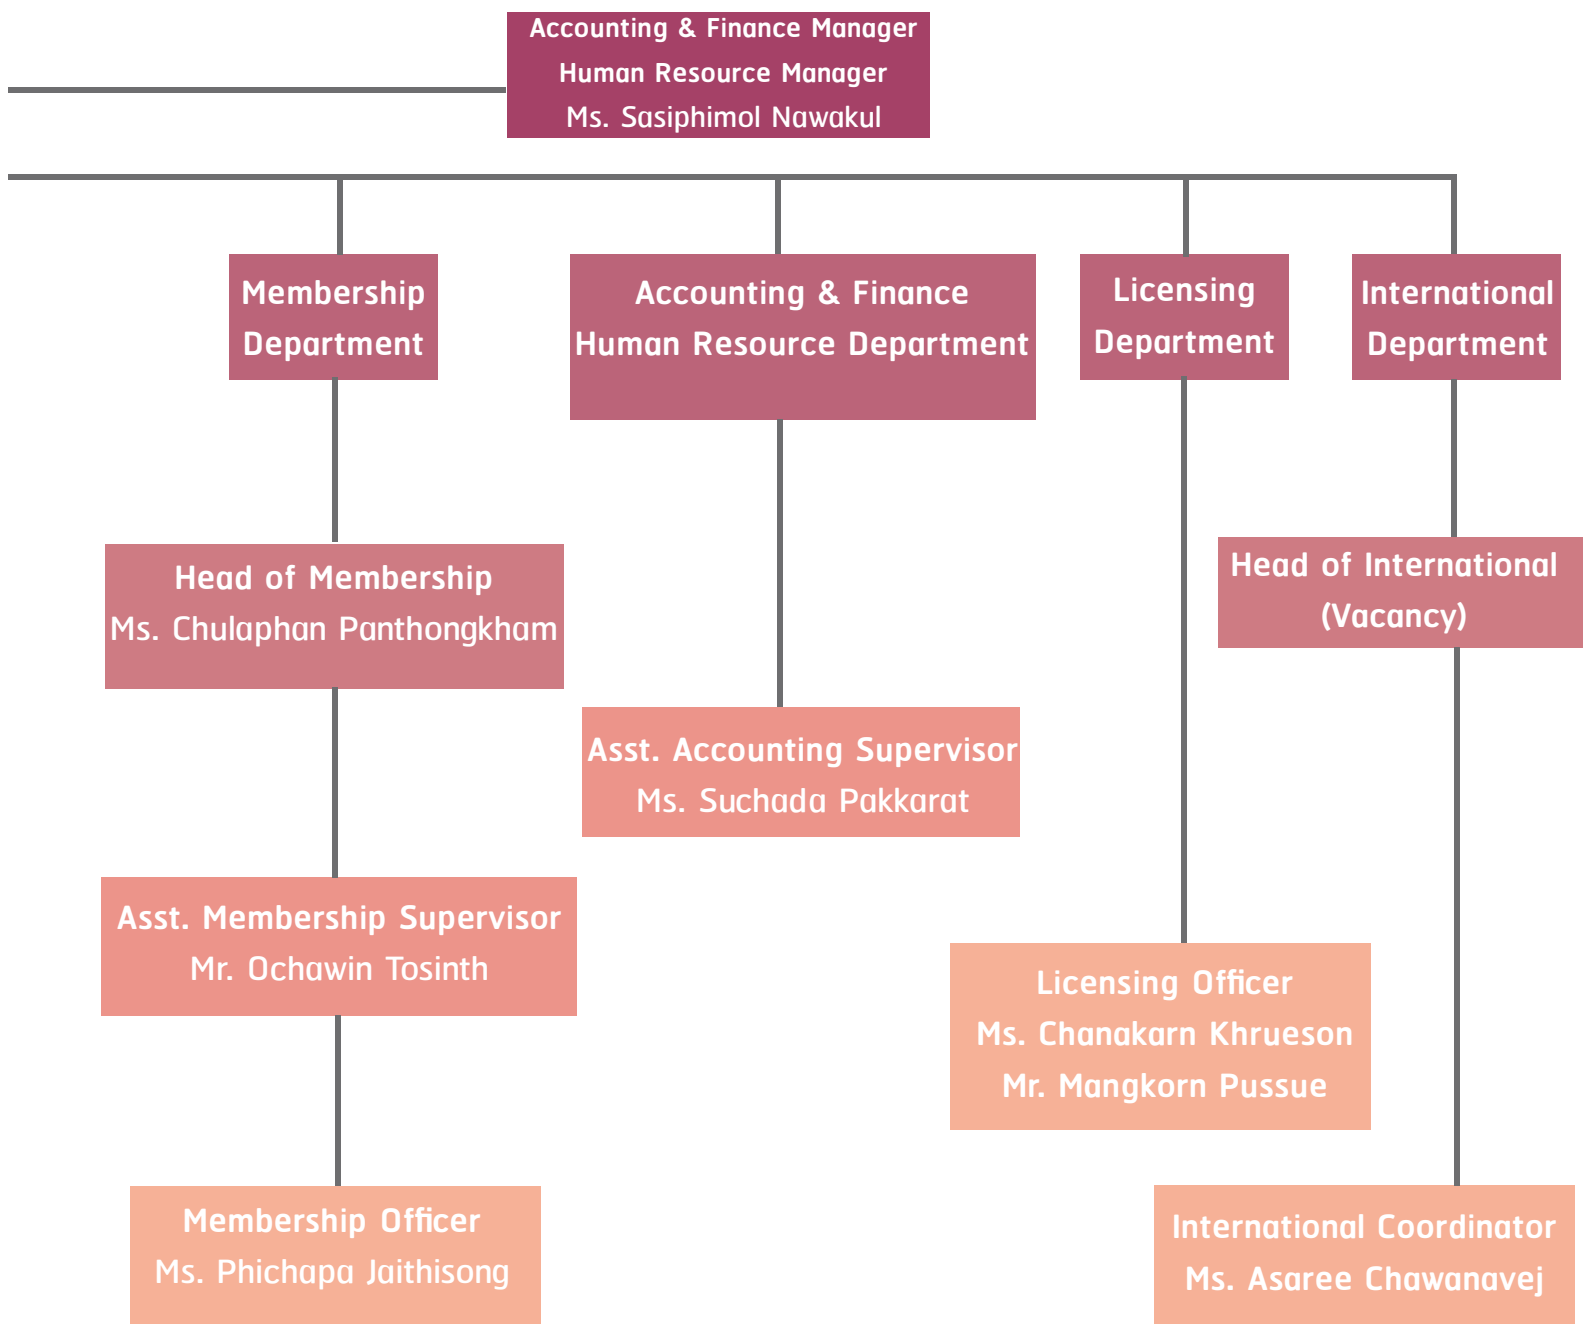 Accounting & Finance Manager
Human Resource Manager
Ms. Sasiphimol Nawakul
Membership
Department
Accounting & Finance
Human Resource Department
Licensing
Department
International
Department
Head of Membership
Ms. Chulaphan Panthongkham
Head of International
(Vacancy)
Asst. Accounting Supervisor
Ms. Suchada Pakkarat
Asst. Membership Supervisor
Mr. Ochawin Tosinth
Licensing Officer
Ms. Chanakarn Khrueson
Mr. Mangkorn Pussue
Membership Officer
Ms. Phichapa Jaithisong
International Coordinator
Ms. Asaree Chawanavej